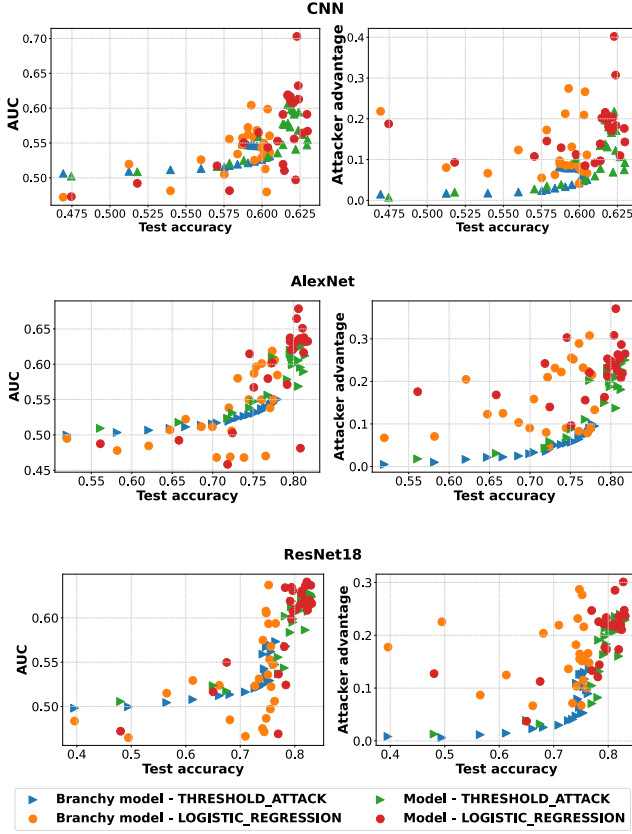 CNN
0.70
0.65
0.60
0.55
0.50
AUC
0.475 0.500 0.525 0.550 0.575 0.600 0.625
Test accuracy
0.4
0.3
0.2
0.1
0.0
Attacker advantage
0.475 0.500 0.525 0.550 0.575 0.600 0.625
Test accuracy
AlexNet
0.65
0.60
0.55
0.50
0.45
AUC
0.55 0.60 0.65 0.70 0.75 0.80
Test accuracy
0.3
0.2
0.1
0.0
Attacker advantage
0.55 0.60 0.65 0.70 0.75 0.80
Test accuracy
ResNet18
0.60
0.55
0.50
AUC
0.4 0.5 0.6 0.7 0.8
Test accuracy
0.3
0.2
0.1
0.0
Attacker advantage
0.4 0.5 0.6 0.7 0.8
Test accuracy
Branchy model - THRESHOLD_ATTACK
Model - THRESHOLD_ATTACK
Branchy model - LOGISTIC_REGRESSION
Model - LOGISTIC_REGRESSION